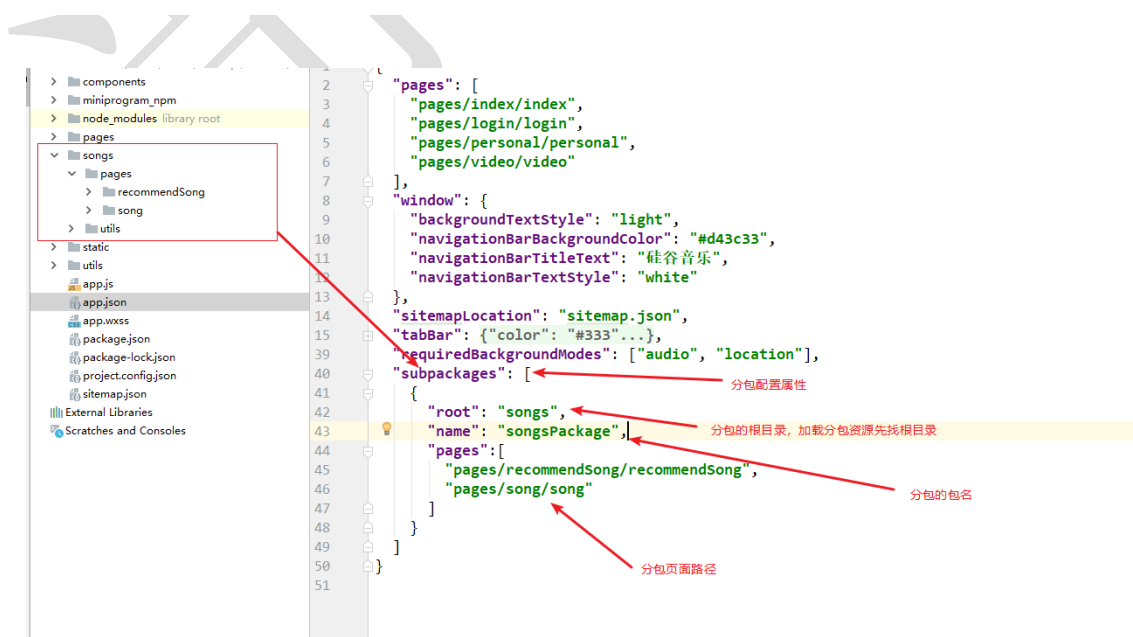 components
miniprogram_npm
node_modules library root
pages
songs
pages
recommendSong
song
utils
static
utils
app.js
app.json
app.wxss
package.json
package-lock.json
project.config.json
sitemap.json
External Libraries
Scratches and Consoles
1 {
2 "pages": [
3 "pages/index/index",
4 "pages/login/login",
5 "pages/personal/personal",
6 "pages/video/video"
7 ],
8 "window": {
9 "backgroundTextStyle": "light",
10 "navigationBarBackgroundColor": "#d43c33",
11 "navigationBarTitleText": "硅谷音乐",
12 "navigationBarTextStyle": "white"
13 },
14 "sitemapLocation": "sitemap.json",
15 "tabBar": {"color": "#333"...},
39 "requiredBackgroundModes": ["audio", "location"],
40 "subpackages": [
分包配置属性
41 {
42 "root": "songs",
43 "name": "songsPackage",
分包的根目录，加载分包资源先找根目录
44 "pages":[
45 "pages/recommendSong/recommendSong",
46 "pages/song/song"
分包的包名
47 ]
48 }
49 ]
50 }
分包页面路径
51